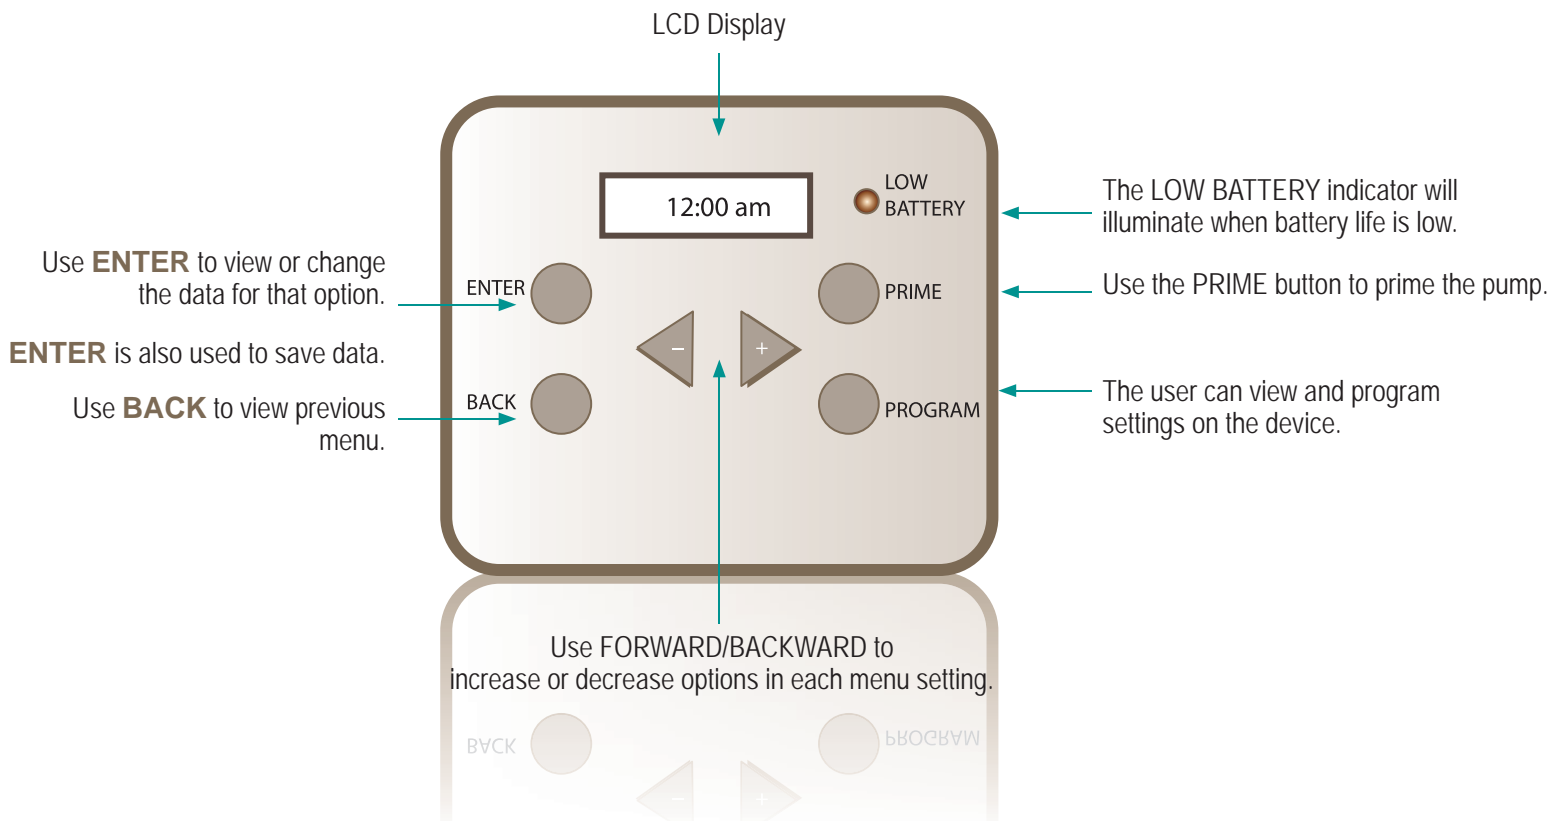 LCD Display
12:00 am
LOW
BATTERY
The LOW BATTERY indicator will
illuminate when battery life is low.
Use ENTER to view or change
the data for that option.
ENTER
PRIME
Use the PRIME button to prime the pump.
ENTER is also used to save data.
−
+
Use BACK to view previous
menu.
BACK
PROGRAM
The user can view and program
settings on the device.
Use FORWARD/BACKWARD to
increase or decrease options in each menu setting.
BACK
PROGRAM
−
+